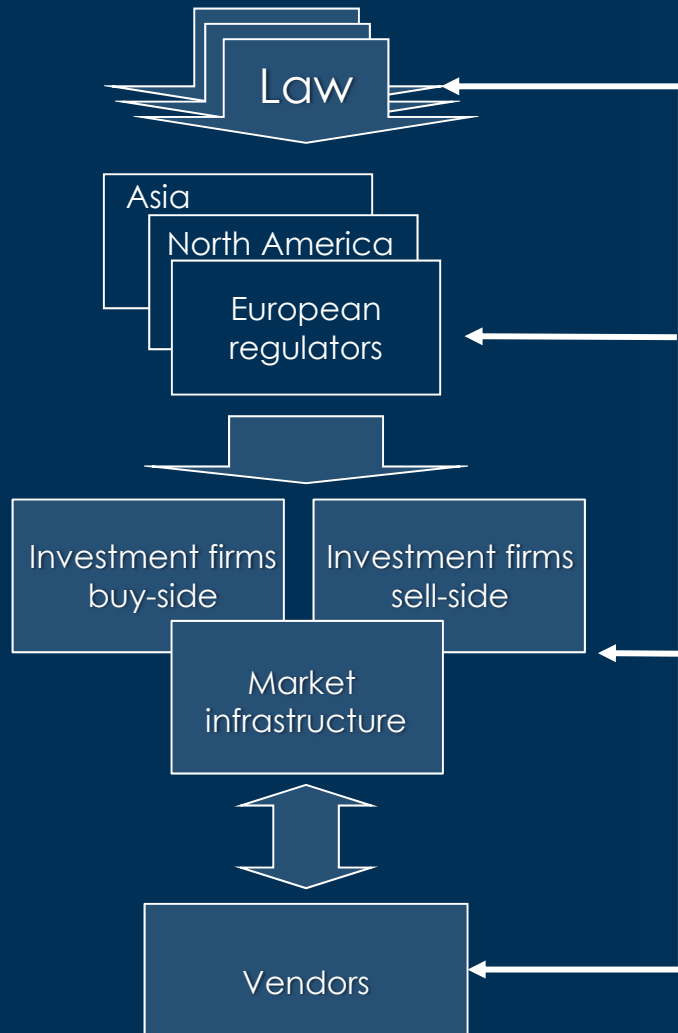 Law
Asia
North America
European
regulators
Investment firms
buy-side
Investment firms
sell-side
Market
infrastructure
Vendors